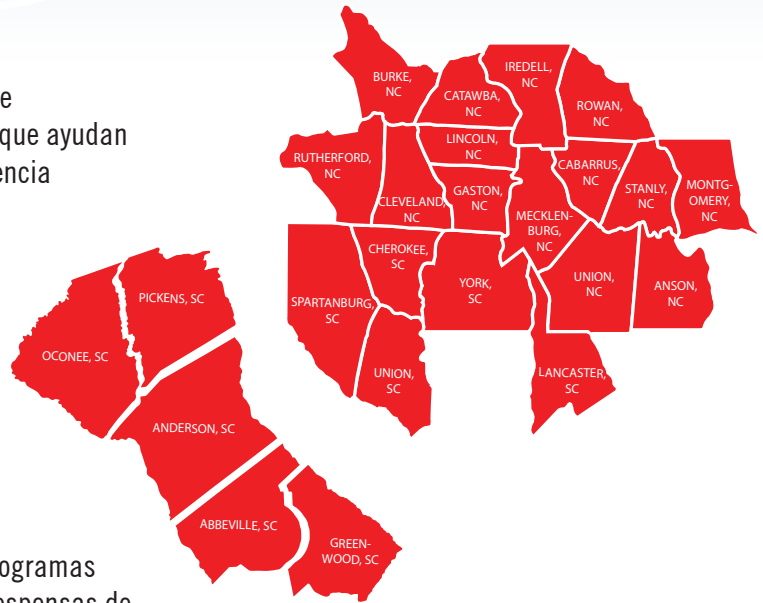 e
que ayudan
encia
BURKE,
NC
CATAWBA,
NC
IREDELL,
NC
ROWAN,
NC
RUTHERFORD,
NC
CLEVELAND,
NC
LINCOLN,
NC
GASTON,
NC
MECKLEN-
BURG,
NC
CABARRUS,
NC
STANLY,
NC
MONTG-
OMERY,
NC
CHEROKEE,
SC
SPARTANBURG,
SC
YORK,
SC
UNION,
NC
ANSON,
NC
UNION,
SC
LANCASTER,
SC
PICKENS, SC
OCONEE, SC
ANDERSON, SC
ABBEVILLE, SC
GREEN-
WOOD, SC
ogramas
espensas de